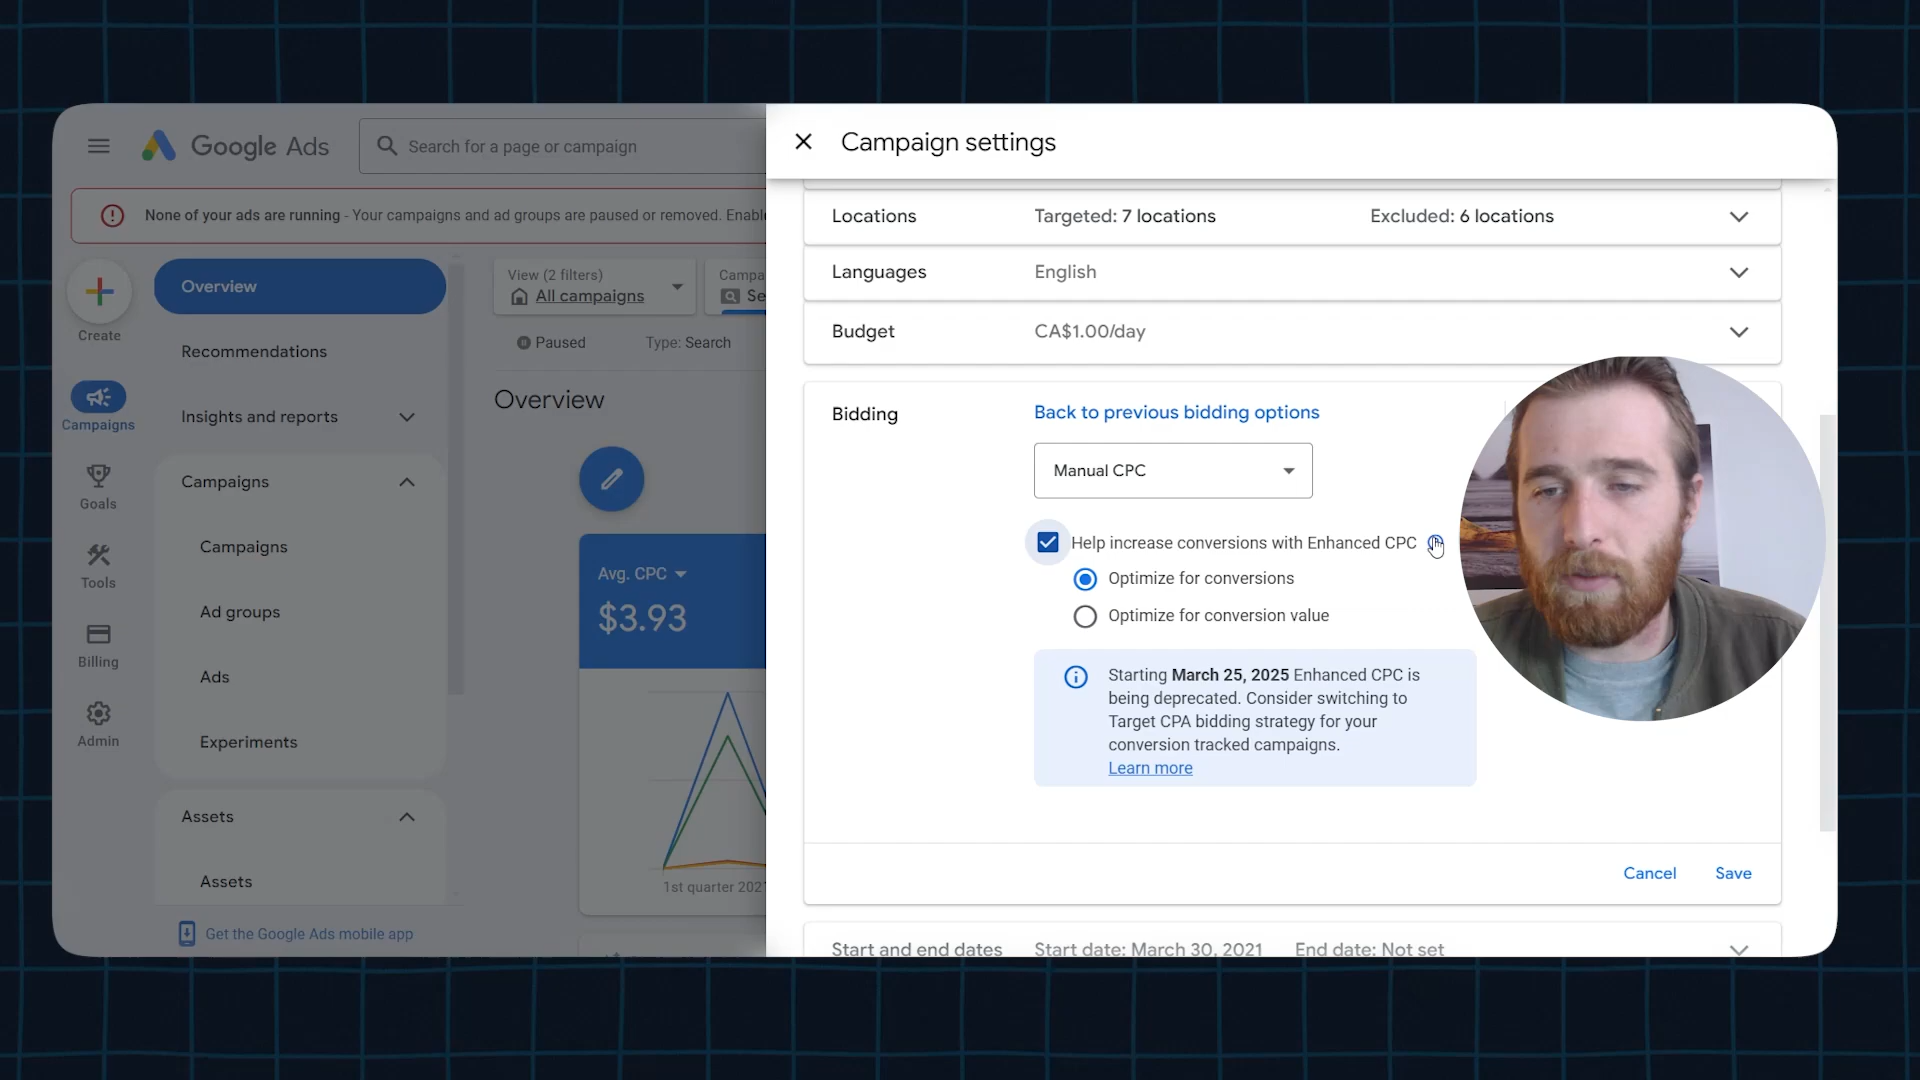 Google Ads
Search for a page or campaign
Campaign settings
None of your ads are running - Your campaigns and ad groups are paused or removed. Enabl
Create
Campaigns
Goals
Tools
Billing
Admin
Overview
Recommendations
Insights and reports
Campaigns
Campaigns
Ad groups
Ads
Experiments
Assets
Assets
Get the Google Ads mobile app
View (2 filters)
All campaigns
Campa
Se
Paused
Type: Search
Overview
Avg. CPC
$3.93
1st quarter 202
Locations
Targeted: 7 locations
Excluded: 6 locations
Languages
English
Budget
CA$1.00/day
Bidding
Back to previous bidding options
Manual CPC
Help increase conversions with Enhanced CPC
Optimize for conversions
Optimize for conversion value
Starting March 25, 2025 Enhanced CPC is
being deprecated. Consider switching to
Target CPA bidding strategy for your
conversion tracked campaigns.
Learn more
Cancel
Save
Start and end dates
Start date: March 30, 2021
End date: Not set